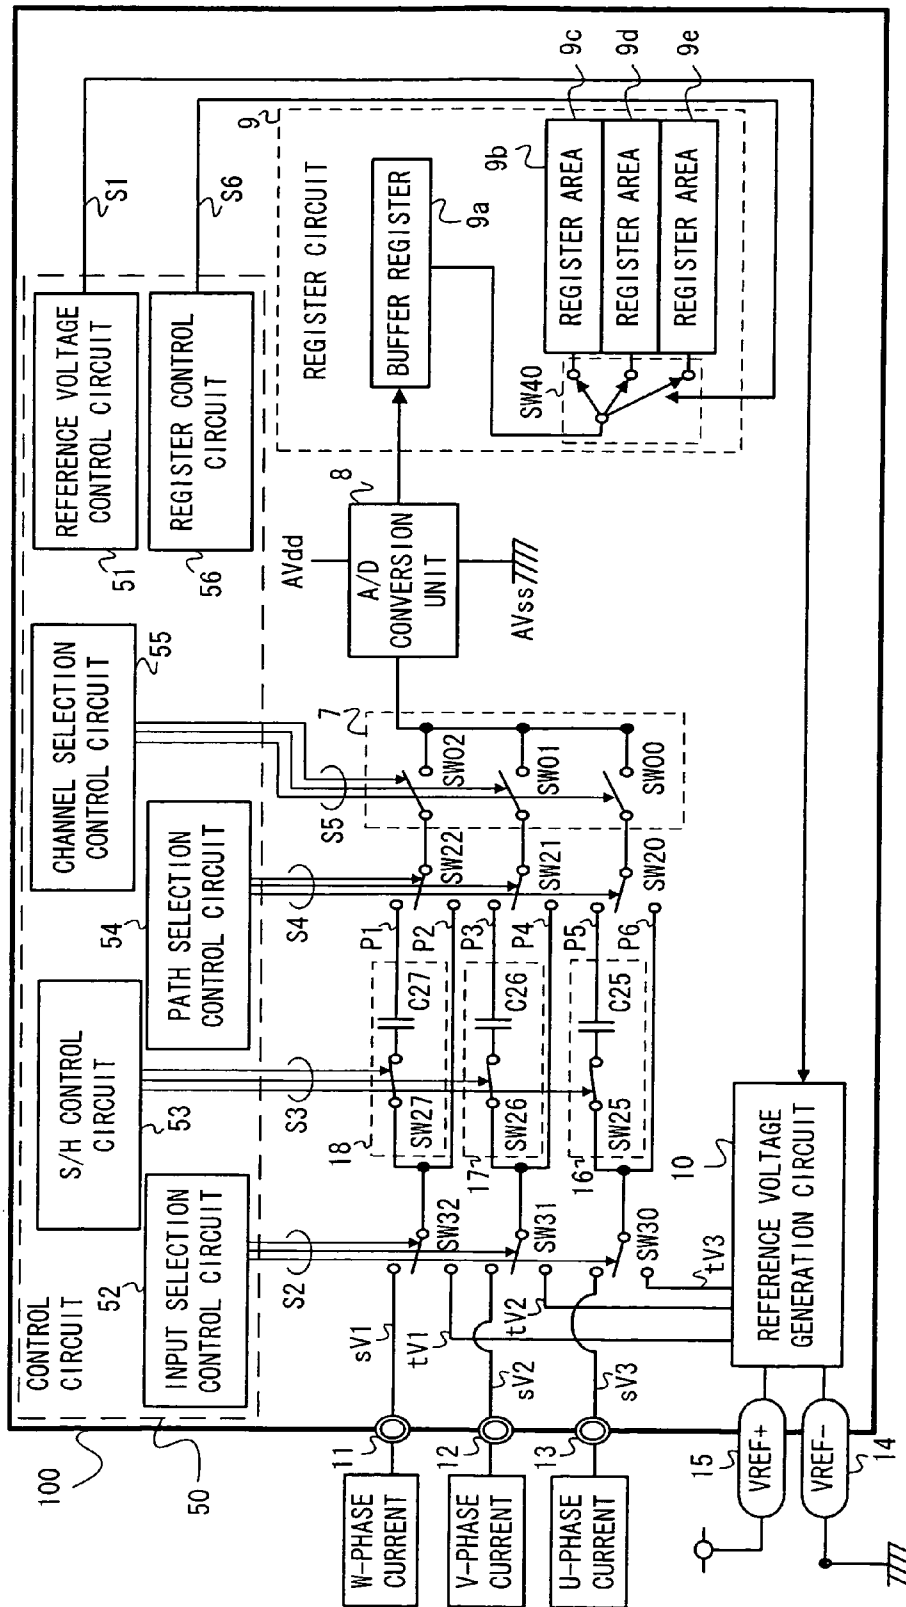 100
50
CONTROL
CIRCUIT
52
INPUT SELECTION
CONTROL CIRCUIT
S/H CONTROL
CIRCUIT
53
54
PATH SELECTION
CONTROL CIRCUIT
CHANNEL SELECTION
CONTROL CIRCUIT
55
51
REFERENCE VOLTAGE
CONTROL CIRCUIT
56
REGISTER CONTROL
CIRCUIT
S1
S6
S2
S3
S4
S5
W-PHASE
CURRENT
11
sV1
SW32
tV1
18
SW27
C27
P1
P2
SW22
SW02
7
V-PHASE
CURRENT
12
sV2
SW31
tV2
17
SW26
C26
P3
P4
SW21
SW01
U-PHASE
CURRENT
13
sV3
SW30
tV3
16
SW25
C25
P5
P6
SW20
SW00
AVdd
8
A/D
CONVERSION
UNIT
AVss
9
REGISTER CIRCUIT
BUFFER REGISTER
9a
SW40
9b
REGISTER AREA
9c
REGISTER AREA
9d
REGISTER AREA
9e
15
VREF+
VREF-
14
10
REFERENCE VOLTAGE
GENERATION CIRCUIT